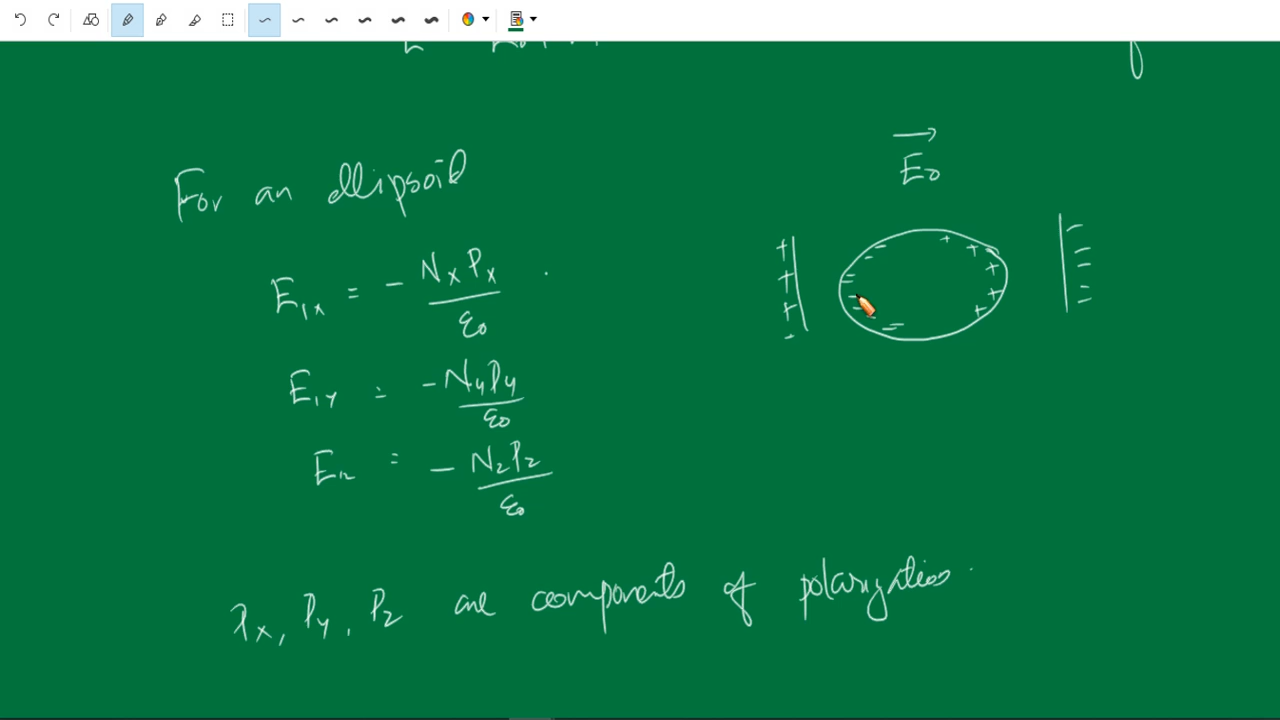 For an ellipsoid
E₀
E₁ₓ = - NₓPₓ / ε₀
E₁y = - NyPy / ε₀
E₁z = - NzPz / ε₀
Pₓ, Py, Pz are components of polarization.